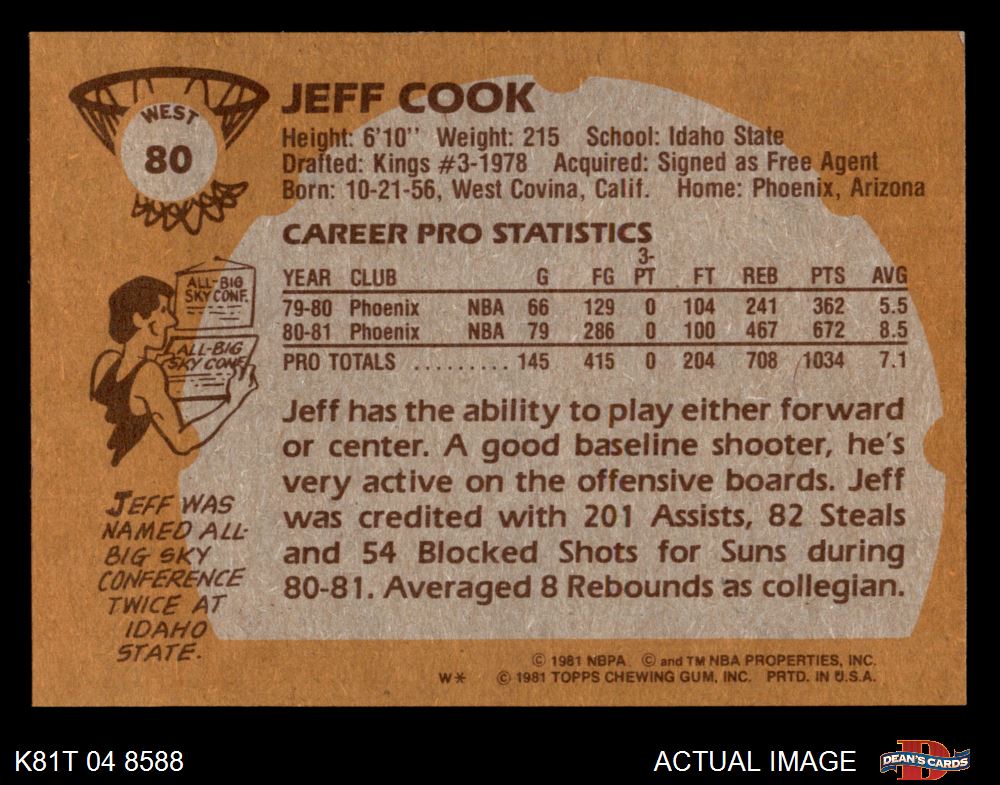 JEFF COOK
WEST
80
Height: 6'10'' Weight: 215 School: Idaho State
Drafted: Kings #3-1978 Acquired: Signed as Free Agent
Born: 10-21-56, West Covina, Calif. Home: Phoenix, Arizona
CAREER PRO STATISTICS
YEAR CLUB G FG 3-PT FT REB PTS AVG
79-80 Phoenix NBA 66 129 0 104 241 362 5.5
80-81 Phoenix NBA 79 286 0 100 467 672 8.5
PRO TOTALS ......... 145 415 0 204 708 1034 7.1
ALL-BIG
SKY CONF.
ALL-BIG
SKY CONF
JEFF WAS
NAMED ALL-
BIG SKY
CONFERENCE
TWICE AT
IDAHO
STATE.
Jeff has the ability to play either forward
or center. A good baseline shooter, he's
very active on the offensive boards. Jeff
was credited with 201 Assists, 82 Steals
and 54 Blocked Shots for Suns during
80-81. Averaged 8 Rebounds as collegian.
© 1981 NBPA © and TM NBA PROPERTIES, INC.
W* © 1981 TOPPS CHEWING GUM, INC. PRTD. IN U.S.A.
K81T 04 8588
ACTUAL IMAGE
D
DEAN'S CARDS